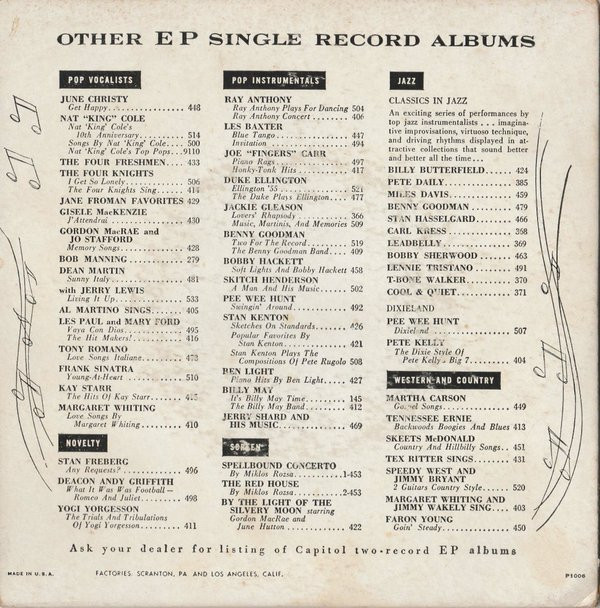 OTHER EP SINGLE RECORD ALBUMS
POP VOCALISTS
JUNE CHRISTY
Get Happy .................. 448
NAT "KING" COLE
Nat 'King' Cole's
10th Anniversary ........... 514
Songs By Nat 'King' Cole ... 500
Nat 'King' Cole's Top Pops .. 9110
THE FOUR FRESHMEN ...... 433
THE FOUR KNIGHTS
I Get So Lonely ............. 506
The Four Knights Sing ....... 414
JANE FROMAN FAVORITES 429
GISELE MacKENZIE
J'Attendrai ................. 430
GORDON MacRAE and
JO STAFFORD
Memory Songs ............... 428
BOB MANNING .............. 279
DEAN MARTIN
Sunny Italy ................. 481
with JERRY LEWIS
Living It Up ................ 533
AL MARTINO SINGS ......... 405
LES PAUL and MARY FORD
Vaya Con Dios .............. 495
The Hit Makers! ............. 416
TONY ROMANO
Love Songs Italiane .........
FRANK SINATRA
Young-At-Heart ............. 510
KAY STARR
The Hits Of Kay Starr .......
MARGARET WHITING
Love Songs By
Margaret Whiting ........... 410
NOVELTY
STAN FREBERG
Any Requests? .............. 496
DEACON ANDY GRIFFITH
What It Was Was Football—
Romeo And Juliet ............ 498
YOGI YORGESSON
The Trials And Tribulations
Of Yogi Yorgesson ........... 411
POP INSTRUMENTALS
RAY ANTHONY
Ray Anthony Plays For Dancing 504
Ray Anthony Concert ........ 406
LES BAXTER
Blue Tango ................. 447
Invitation .................. 494
JOE "FINGERS" CARR
Piano Rags ................. 497
Honky-Tonk Hits ............ 417
DUKE ELLINGTON
Ellington '55 ............... 521
The Duke Plays Ellington ..... 477
JACKIE GLEASON
Lovers' Rhapsody ........... 366
Music, Martinis, And Memories 509
BENNY GOODMAN
Two For The Record ......... 519
The Benny Goodman Band .... 409
BOBBY HACKETT
Soft Lights And Bobby Hackett 458
SKITCH HENDERSON
A Man And His Music ....... 502
PEE WEE HUNT
Swingin' Around ............ 492
STAN KENTON
Sketches On Standards ....... 426
Popular Favorites By
Stan Kenton ................ 421
Stan Kenton Plays The
Compositions Of Pete Rugolo 508
BEN LIGHT
Piano Hits By Ben Light ..... 427
BILLY MAY
It's Billy May Time .......... 145
The Billy May Band ......... 412
JERRY SHARD and
HIS MUSIC ................. 469
SCREEN
SPELLBOUND CONCERTO
By Miklos Rozsa ............ 1-453
THE RED HOUSE
By Miklos Rozsa ............ 2-453
BY THE LIGHT OF THE
SILVERY MOON starring
Gordon MacRae and
June Hutton ................ 422
JAZZ
CLASSICS IN JAZZ
An exciting series of performances by
top jazz instrumentalists . . . imagina-
tive improvisations, virtuoso technique,
and driving rhythms displayed in at-
tractive collections that sound better
and better all the time . . .
BILLY BUTTERFIELD ....... 424
PETE DAILY ................ 385
MILES DAVIS ............... 459
BENNY GOODMAN .......... 479
STAN HASSELGARD ......... 466
CARL KRESS ............... 358
LEADBELLY ................ 369
BOBBY SHERWOOD ......... 463
LENNIE TRISTANO .......... 491
T-BONE WALKER ........... 370
COOL & QUIET ............. 371
DIXIELAND
PEE WEE HUNT
Dixieland .................. 507
PETE KELLY
The Dixie Style Of
Pete Kelly's Big 7 ........... 404
WESTERN AND COUNTRY
MARTHA CARSON
Gospel Songs ............... 449
TENNESSEE ERNIE
Backwoods Boogies And Blues 413
SKEETS McDONALD
Country And Hillbilly Songs .. 451
TEX RITTER SINGS ......... 431
SPEEDY WEST AND
JIMMY BRYANT
2 Guitars Country Style ...... 520
MARGARET WHITING and
JIMMY WAKELY SING ...... 403
FARON YOUNG
Goin' Steady ................ 450
Ask your dealer for listing of Capitol two-record EP albums
MADE IN U.S.A.
FACTORIES: SCRANTON, PA. AND LOS ANGELES, CALIF.
P1006